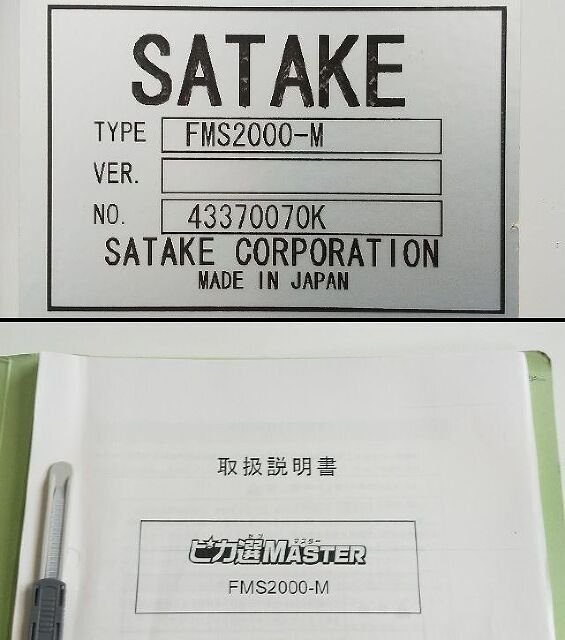 SATAKE
TYPE FMS2000-M
VER.
NO. 43370070K
SATAKE CORPORATION
MADE IN JAPAN
取扱説明書
ピカ選MASTER
FMS2000-M